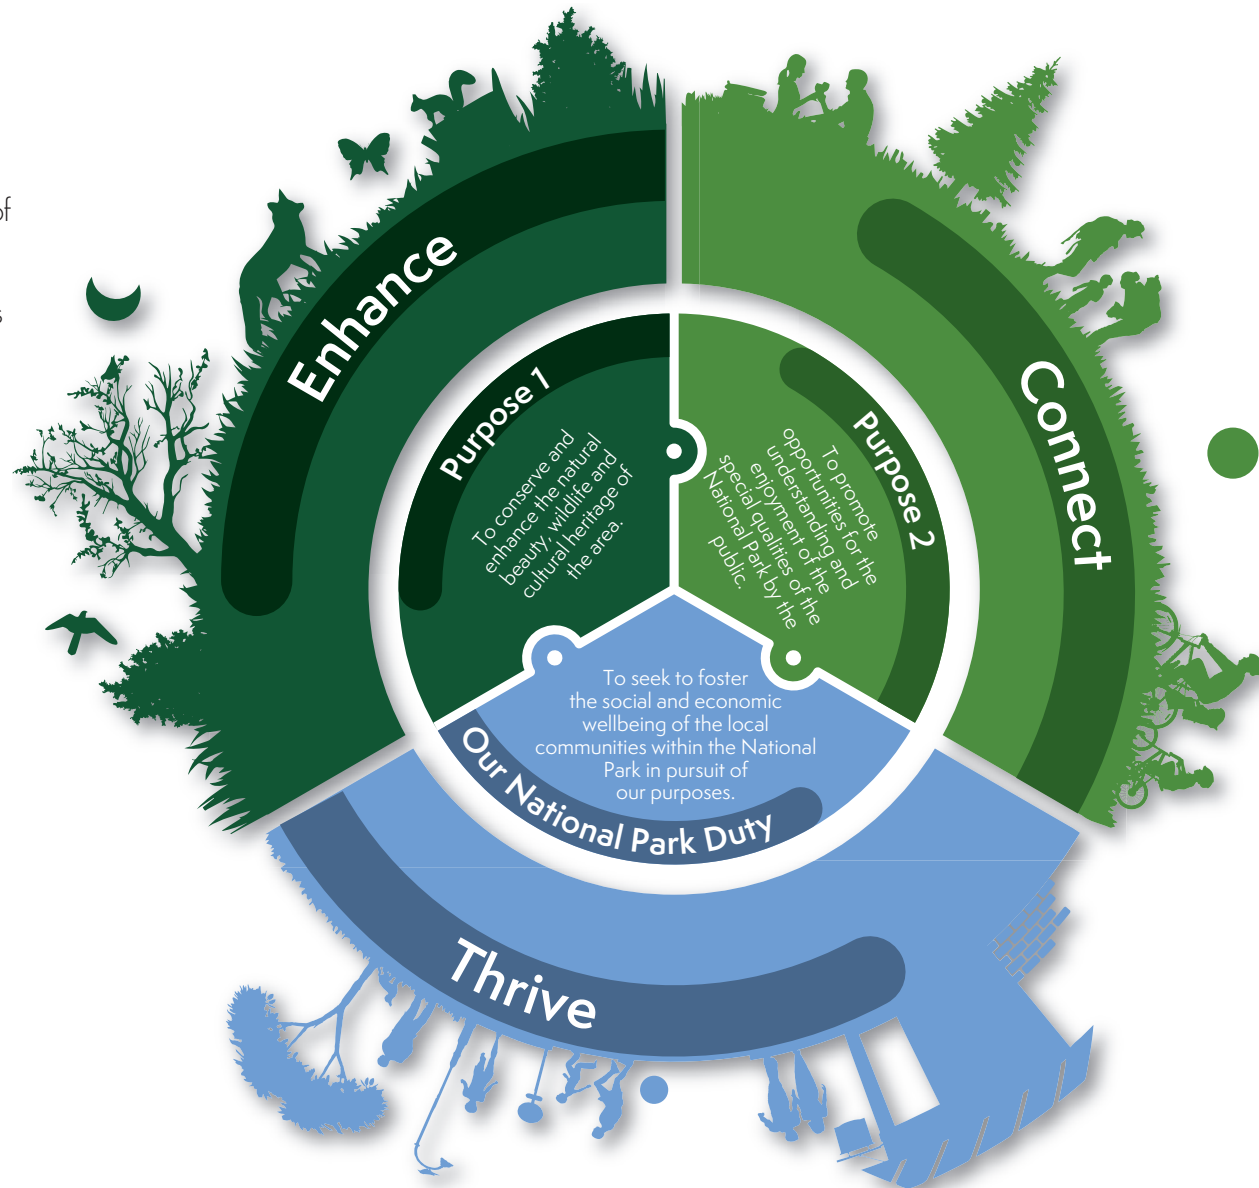 of
s
Enhance
Purpose 1
To conserve and
enhance the natural
beauty, wildlife and
cultural heritage of
the area.
Connect
Purpose 2
To promote
opportunities for the
understanding and
enjoyment of the
special qualities of the
National Park by the
public.
To seek to foster
the social and economic
wellbeing of the local
communities within the National
Park in pursuit of
our purposes.
Our National Park Duty
Thrive